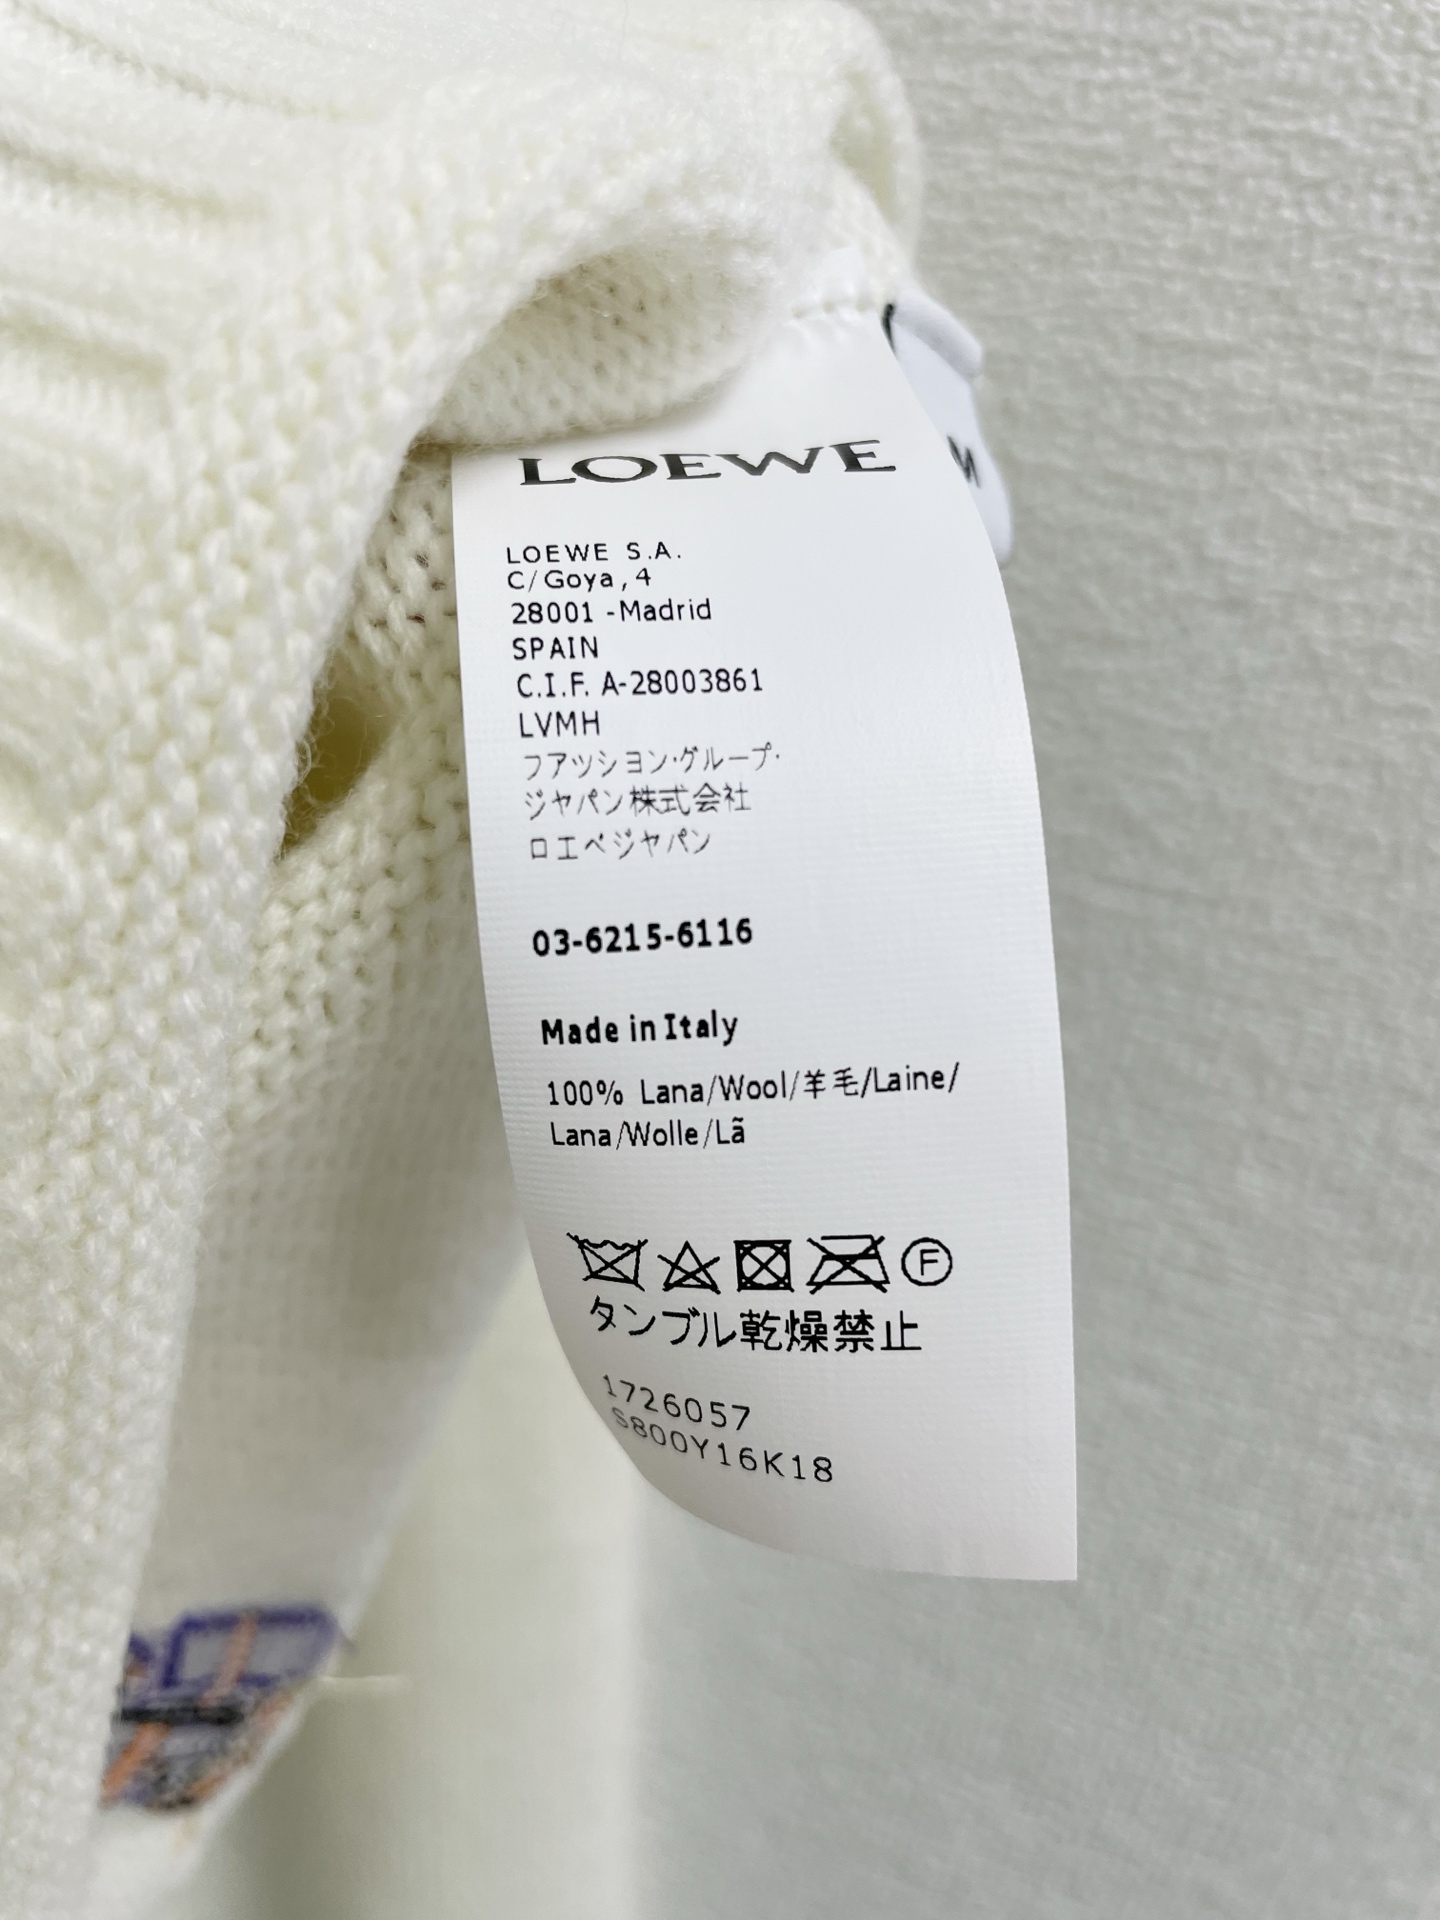 LOEWE
M
LOEWE S.A.
C/Goya,4
28001 -Madrid
SPAIN
C.I.F. A-28003861
LVMH
フアッション·グループ·
ジャパン株式会社
ロエベジャパン
03-6215-6116
Made in Italy
100% Lana/Wool/羊毛/Laine/
Lana/Wolle/Lã
F
タンブル乾燥禁止
1726057
S800Y16K18